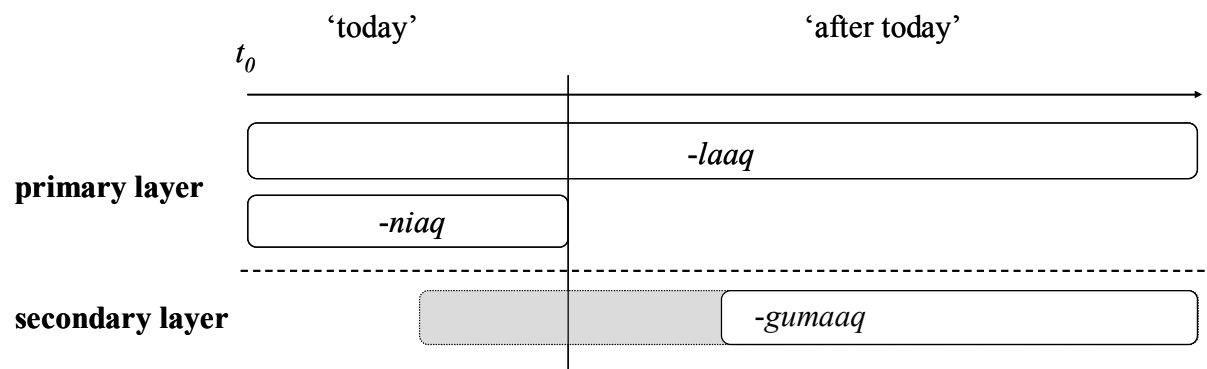 ‘today’ ‘after today’
t0
-laaq
primary layer
-niaq
secondary layer -gumaaq